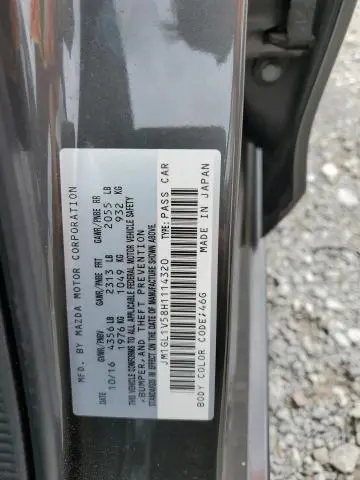 MFD. BY MAZDA MOTOR CORPORATION
GVWR/PNBV GAWR/PNBE FRT GAWR/PNBE RR
10/16 4356 LB 2313 LB 2055 LB
1976 KG 1049 KG 932 KG
THIS VEHICLE CONFORMS TO ALL APPLICABLE FEDERAL MOTOR VEHICLE SAFETY
,BUMPER,AND THEFT PREVENTION STANDARDS IN EFFECT ON THE DATE OF MANUFACTURE SHOWN ABOVE.
JM1GL1V58H1114320 TYPE:PASS CAR
BODY COLOR CODE:46G MADE IN JAPAN